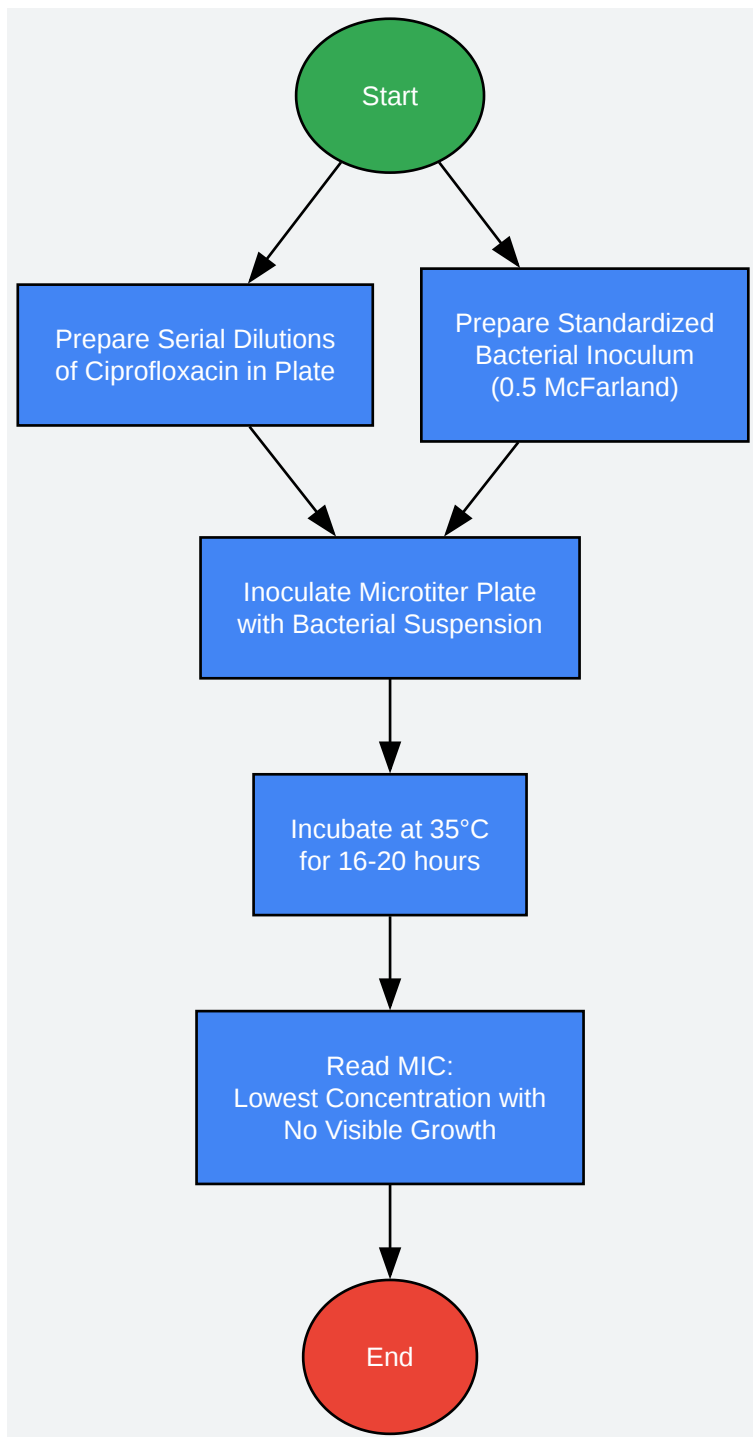 Start
Prepare Serial Dilutions
of Ciprofloxacin in Plate
Prepare Standardized
Bacterial Inoculum
(0.5 McFarland)
Inoculate Microtiter Plate
with Bacterial Suspension
Incubate at 35°C
for 16-20 hours
Read MIC:
Lowest Concentration with
No Visible Growth
End